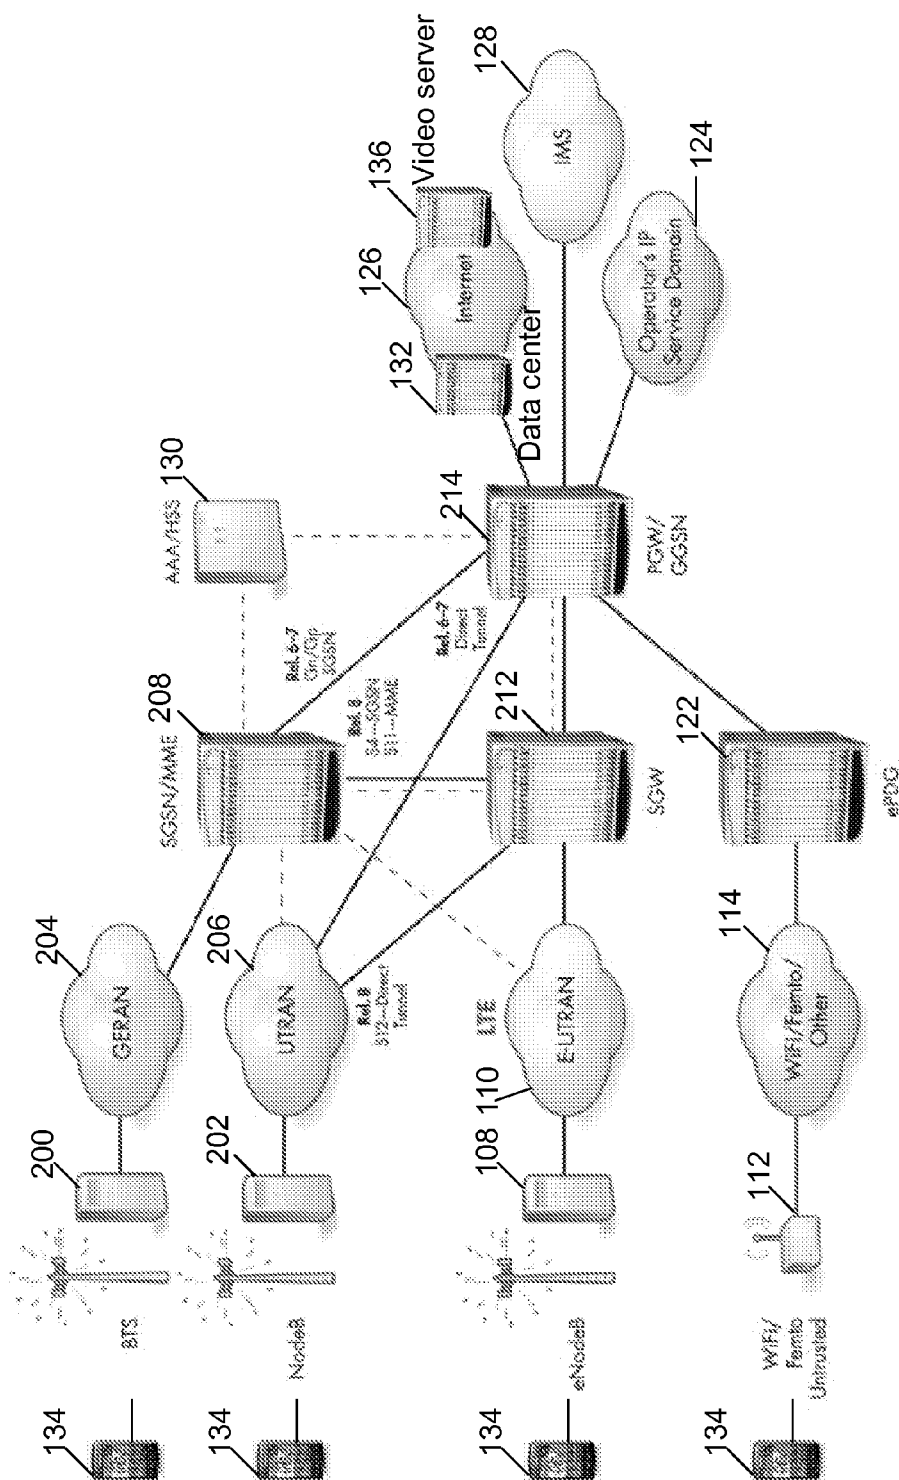 134
BTS
200
GERAN
204
134
NodeB
202
UTRAN
206
SGSN/MME
208
AAA/HSS
130
Rel. 6-7
Gn/Gp
SGSN
Rel. 8
S4—SGSN
S11—MME
Rel. 6-7
Direct
Tunnel
Rel. 8
S12—Direct
Tunnel
134
eNodeB
108
LTE
110
E-UTRAN
212
SGW
214
PGW/
GGSN
132
Data center
126
Internet
136
Video server
128
IMS
124
Operator's IP
Service Domain
134
WiFi/
Femto
Untrusted
112
114
WiFi/Femto/
Other
122
ePDG